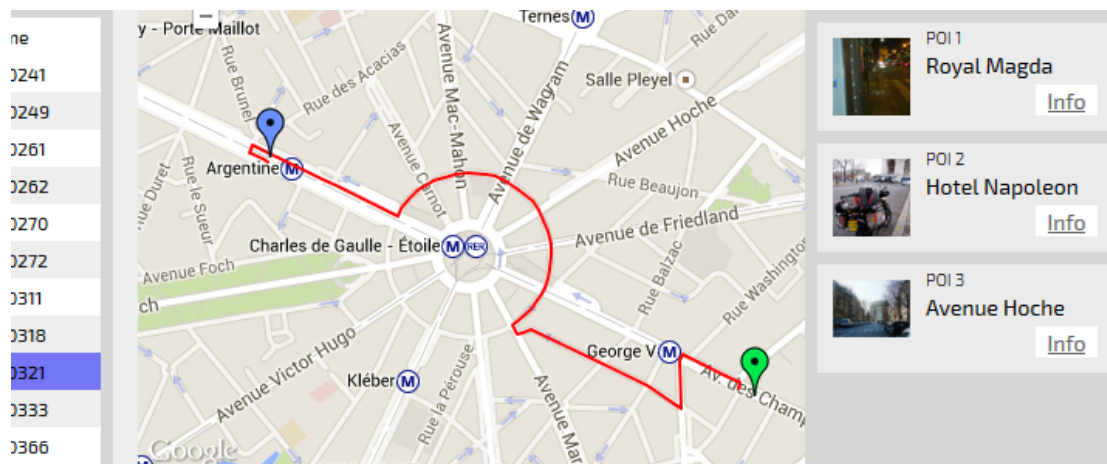 me
0241
0249
0261
0262
0270
0272
0311
0318
0321
0333
0366
y - Porte Maillot
Ternes M
Rue Brunel
Rue des Acacias
Avenue Mac-Mahon
Avenue de Wagram
Salle Pleyel
Avenue Hoche
Argentine M
Avenue Carnot
Rue Beaujon
Rue Duret
Rue le Sueur
Charles de Gaulle - Étoile M RER
Avenue de Friedland
Avenue Foch
ch
Rue Balzac
Rue Washington
Avenue Victor Hugo
George V M
Kléber M
Rue la Pérouse
Av. des Champ
Avenue Mar
Google
POI 1
Royal Magda
Info
POI 2
Hotel Napoleon
Info
POI 3
Avenue Hoche
Info